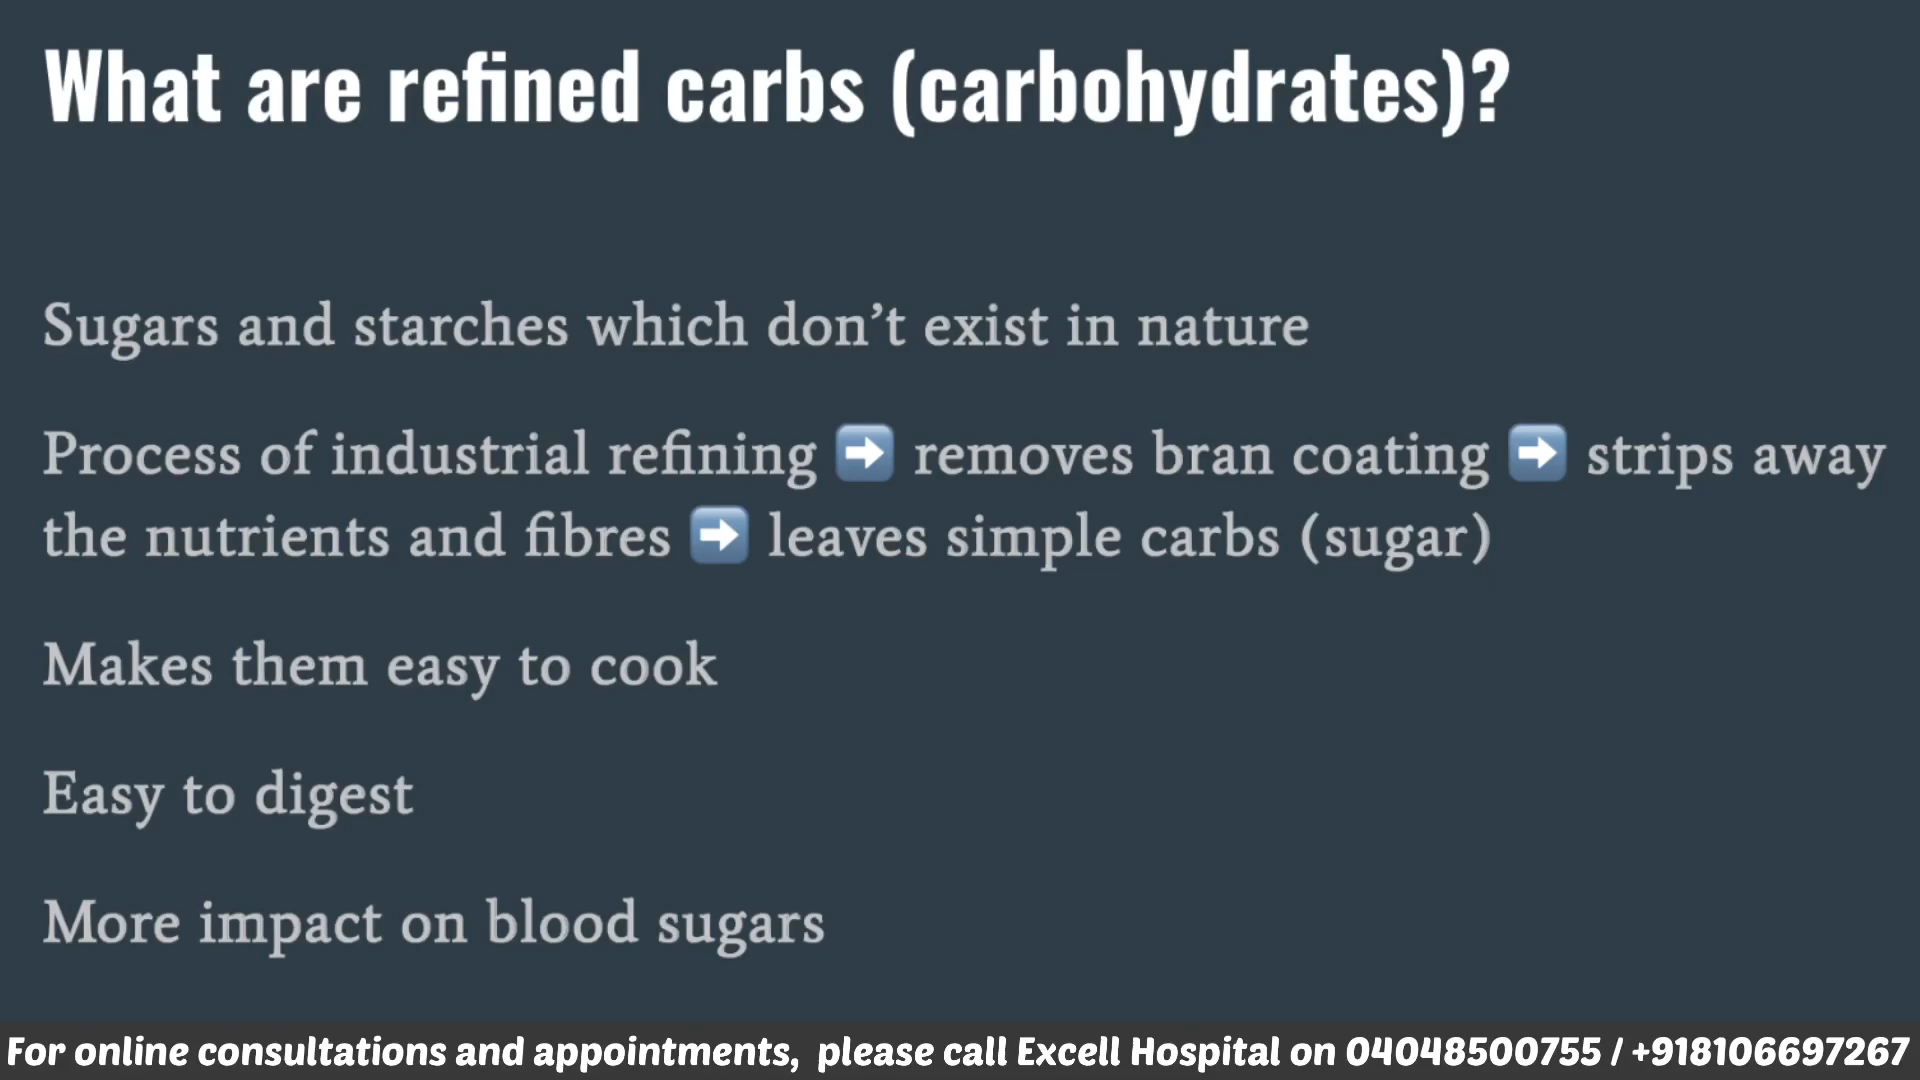 What are refined carbs (carbohydrates)?
Sugars and starches which don’t exist in nature
Process of industrial refining ➡️ removes bran coating ➡️ strips away
the nutrients and fibres ➡️ leaves simple carbs (sugar)
Makes them easy to cook
Easy to digest
More impact on blood sugars
For online consultations and appointments, please call Excell Hospital on 04048500755 / +918106697267